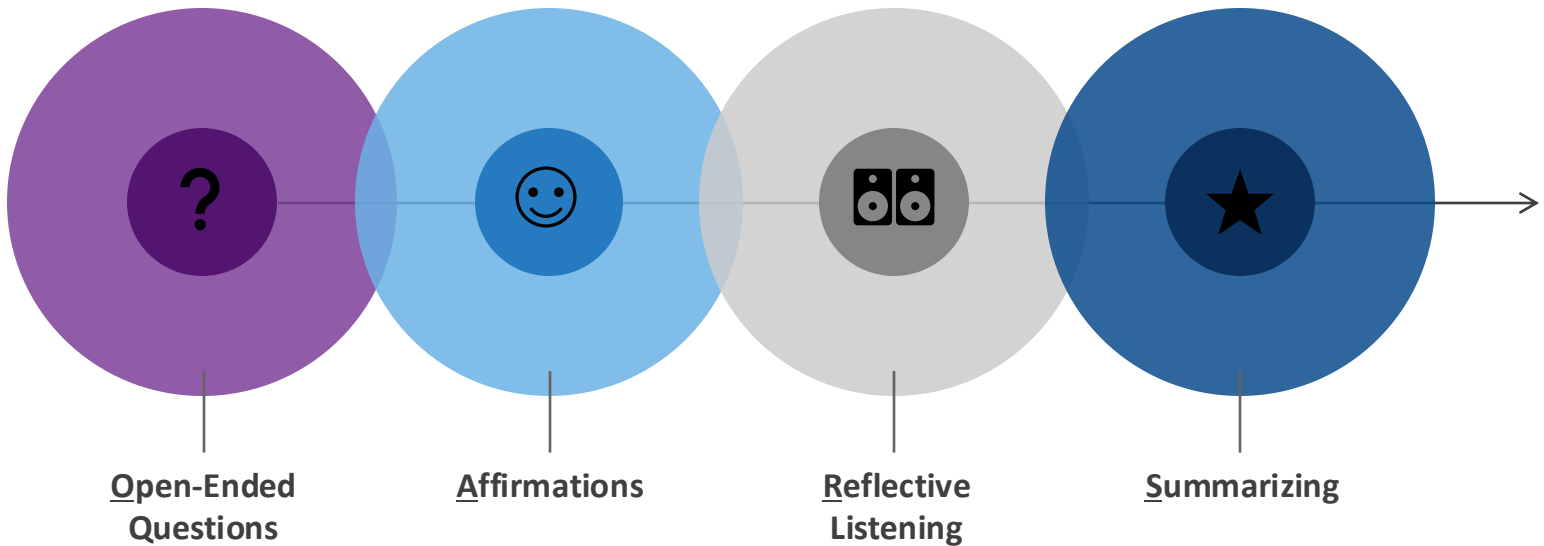 Open-Ended
Questions
Affirmations
Reflective
Listening
Summarizing